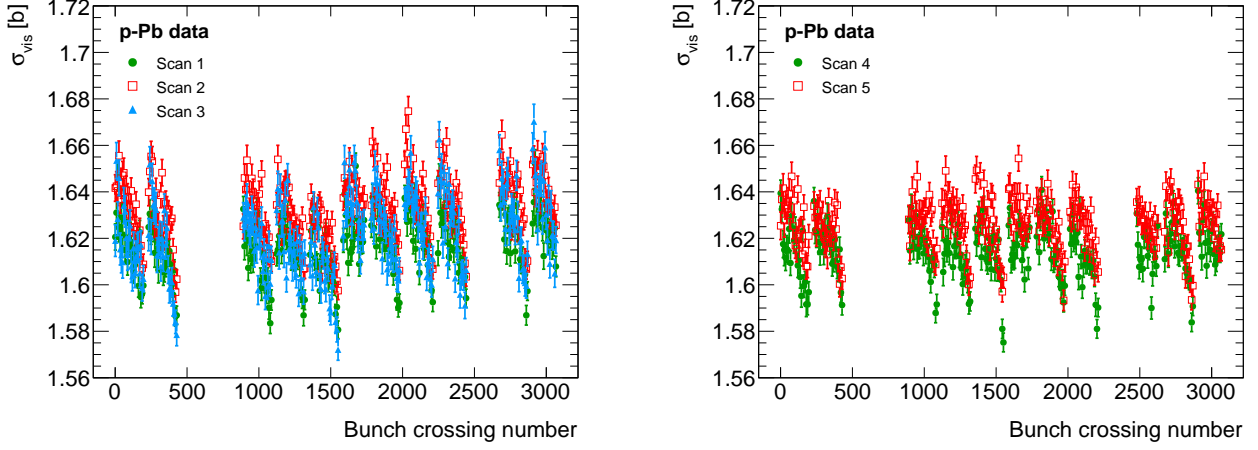 σvis [b]
p-Pb data
Scan 1
Scan 2
Scan 3
1.72
1.7
1.68
1.66
1.64
1.62
1.6
1.58
1.56
0 500 1000 1500 2000 2500 3000
Bunch crossing number
σvis [b]
p-Pb data
Scan 4
Scan 5
1.72
1.7
1.68
1.66
1.64
1.62
1.6
1.58
1.56
0 500 1000 1500 2000 2500 3000
Bunch crossing number